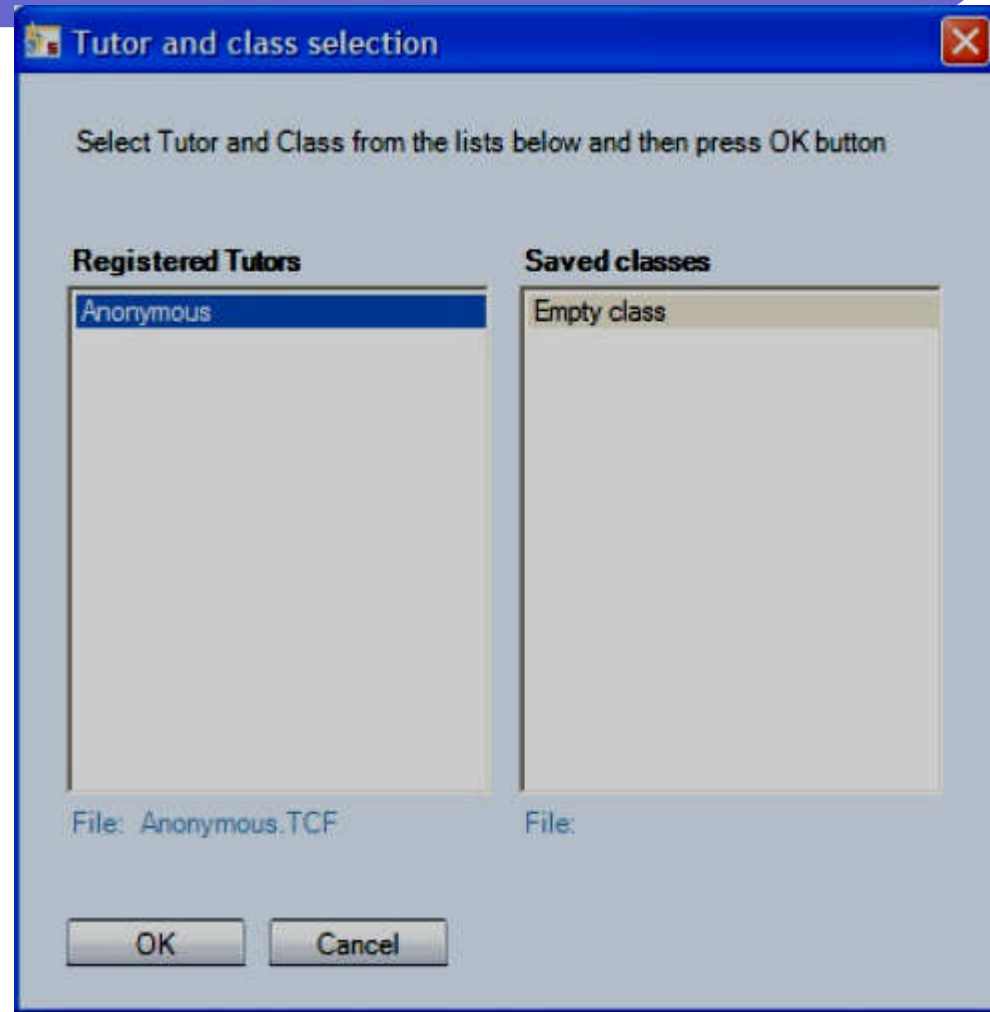 Tutor and class selection
Select Tutor and Class from the lists below and then press OK button
Registered Tutors
Anonymous
File: Anonymous.TCF
Saved classes
Empty class
File:
OK
Cancel